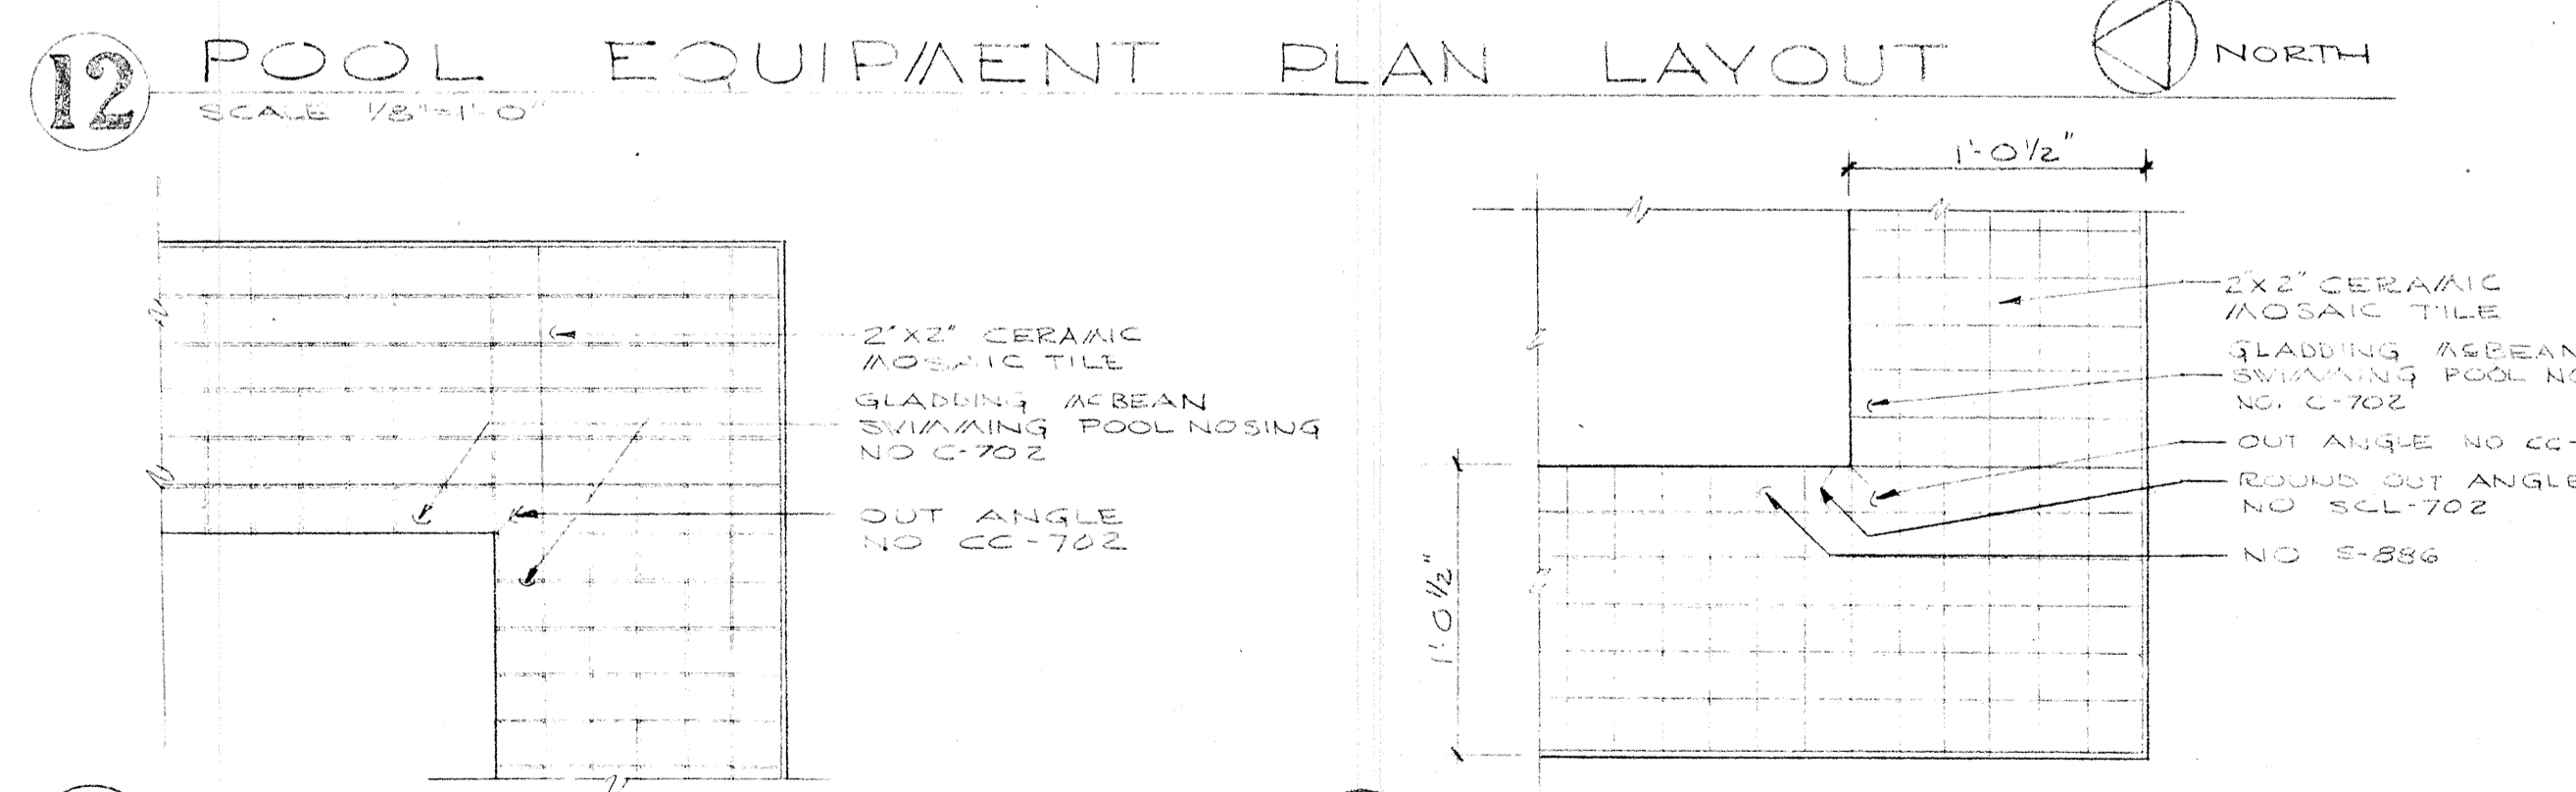 12 POOL EQUIPMENT PLAN LAYOUT NORTH
SCALE 1/8"=1'-0"
2"X2" CERAMIC
MOSAIC TILE
GLADDING McBEAN
SWIMMING POOL NOSING
NO C-702
OUT ANGLE
NO CC-702
1'-0 1/2"
2"X2" CERAMIC
MOSAIC TILE
GLADDING McBEAN
SWIMMING POOL
NO. C-702
OUT ANGLE NO CC-
ROUND OUT ANGLE
NO SCL-702
NO S-886
1'-0 1/2"